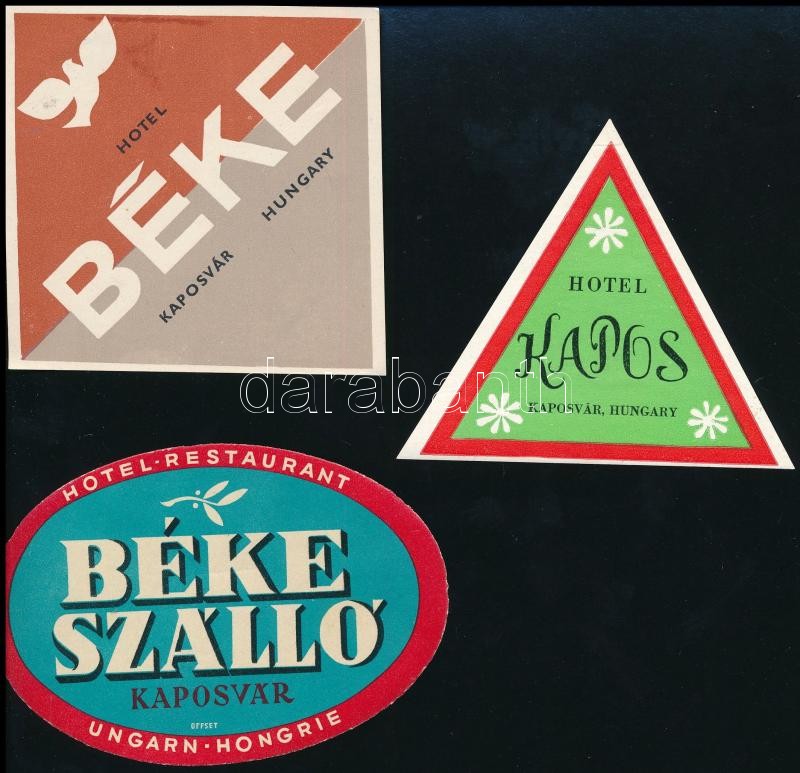 HOTEL
BÉKE
KAPOSVÁR HUNGARY
HOTEL
KAPOS
KAPOSVÁR, HUNGARY
darabanth
HOTEL-RESTAURANT
BÉKE
SZÁLLÓ
KAPOSVÁR
OFFSET
UNGARN-HONGRIE